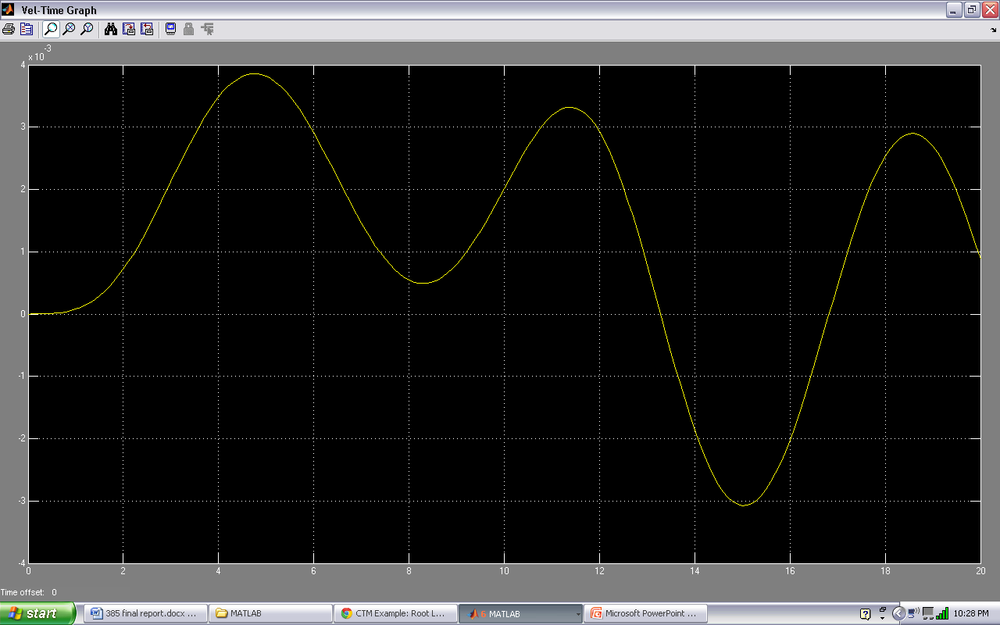 Vel-Time Graph
×10-3
4
3
2
1
0
-1
-2
-3
-4
0 2 4 6 8 10 12 14 16 18 20
Time offset: 0
start 385 final report.docx ... MATLAB CTM Example: Root L... 6 MATLAB Microsoft PowerPoint ... 10:28 PM